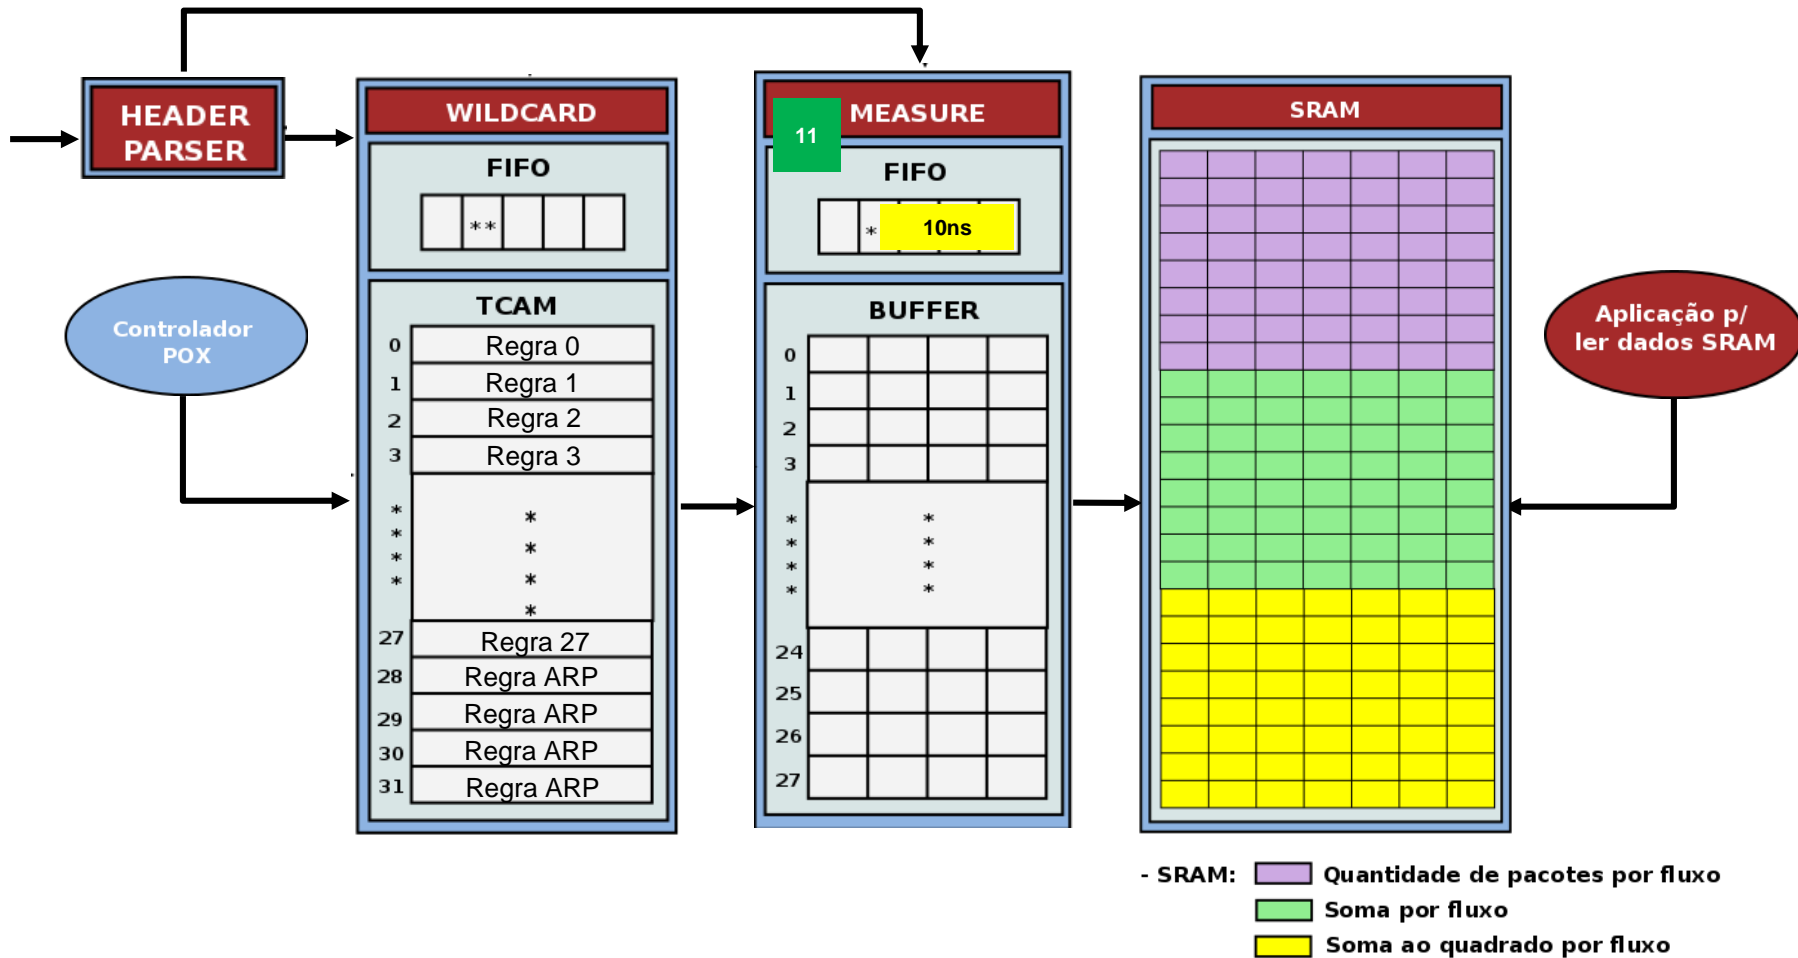 HEADER
PARSER
WILDCARD
FIFO
**
TCAM
0 Regra 0
1 Regra 1
2 Regra 2
3 Regra 3
* *
* *
* *
* *
27 Regra 27
28 Regra ARP
29 Regra ARP
30 Regra ARP
31 Regra ARP
Controlador
POX
MEASURE
11
FIFO
* 10ns
BUFFER
0
1
2
3
* *
* *
* *
* *
24
25
26
27
SRAM
Aplicação p/
ler dados SRAM
- SRAM: Quantidade de pacotes por fluxo
Soma por fluxo
Soma ao quadrado por fluxo